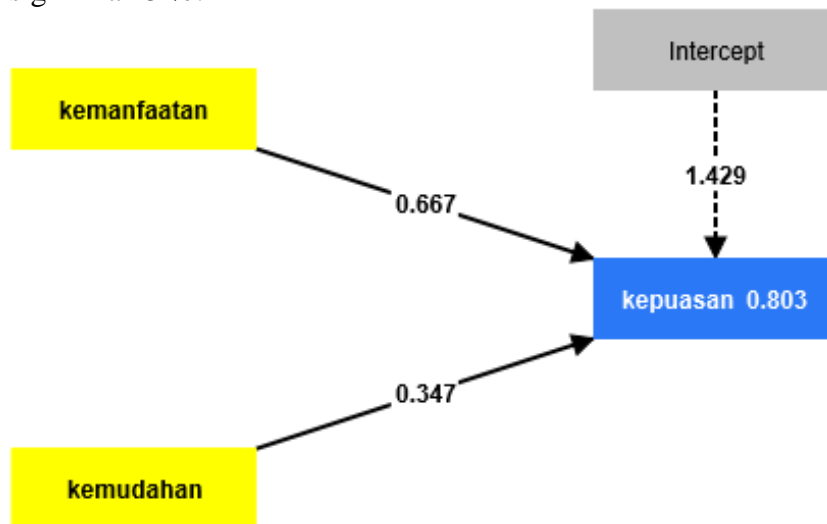 Intercept
kemanfaatan
1.429
0.667
kepuasan 0.803
0.347
kemudahan